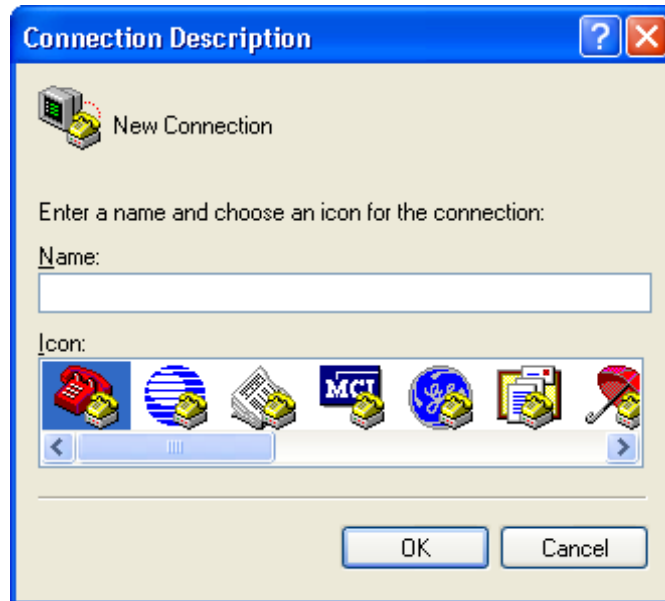 Connection Description
New Connection
Enter a name and choose an icon for the connection:
Name:
Icon:
MCI
OK Cancel